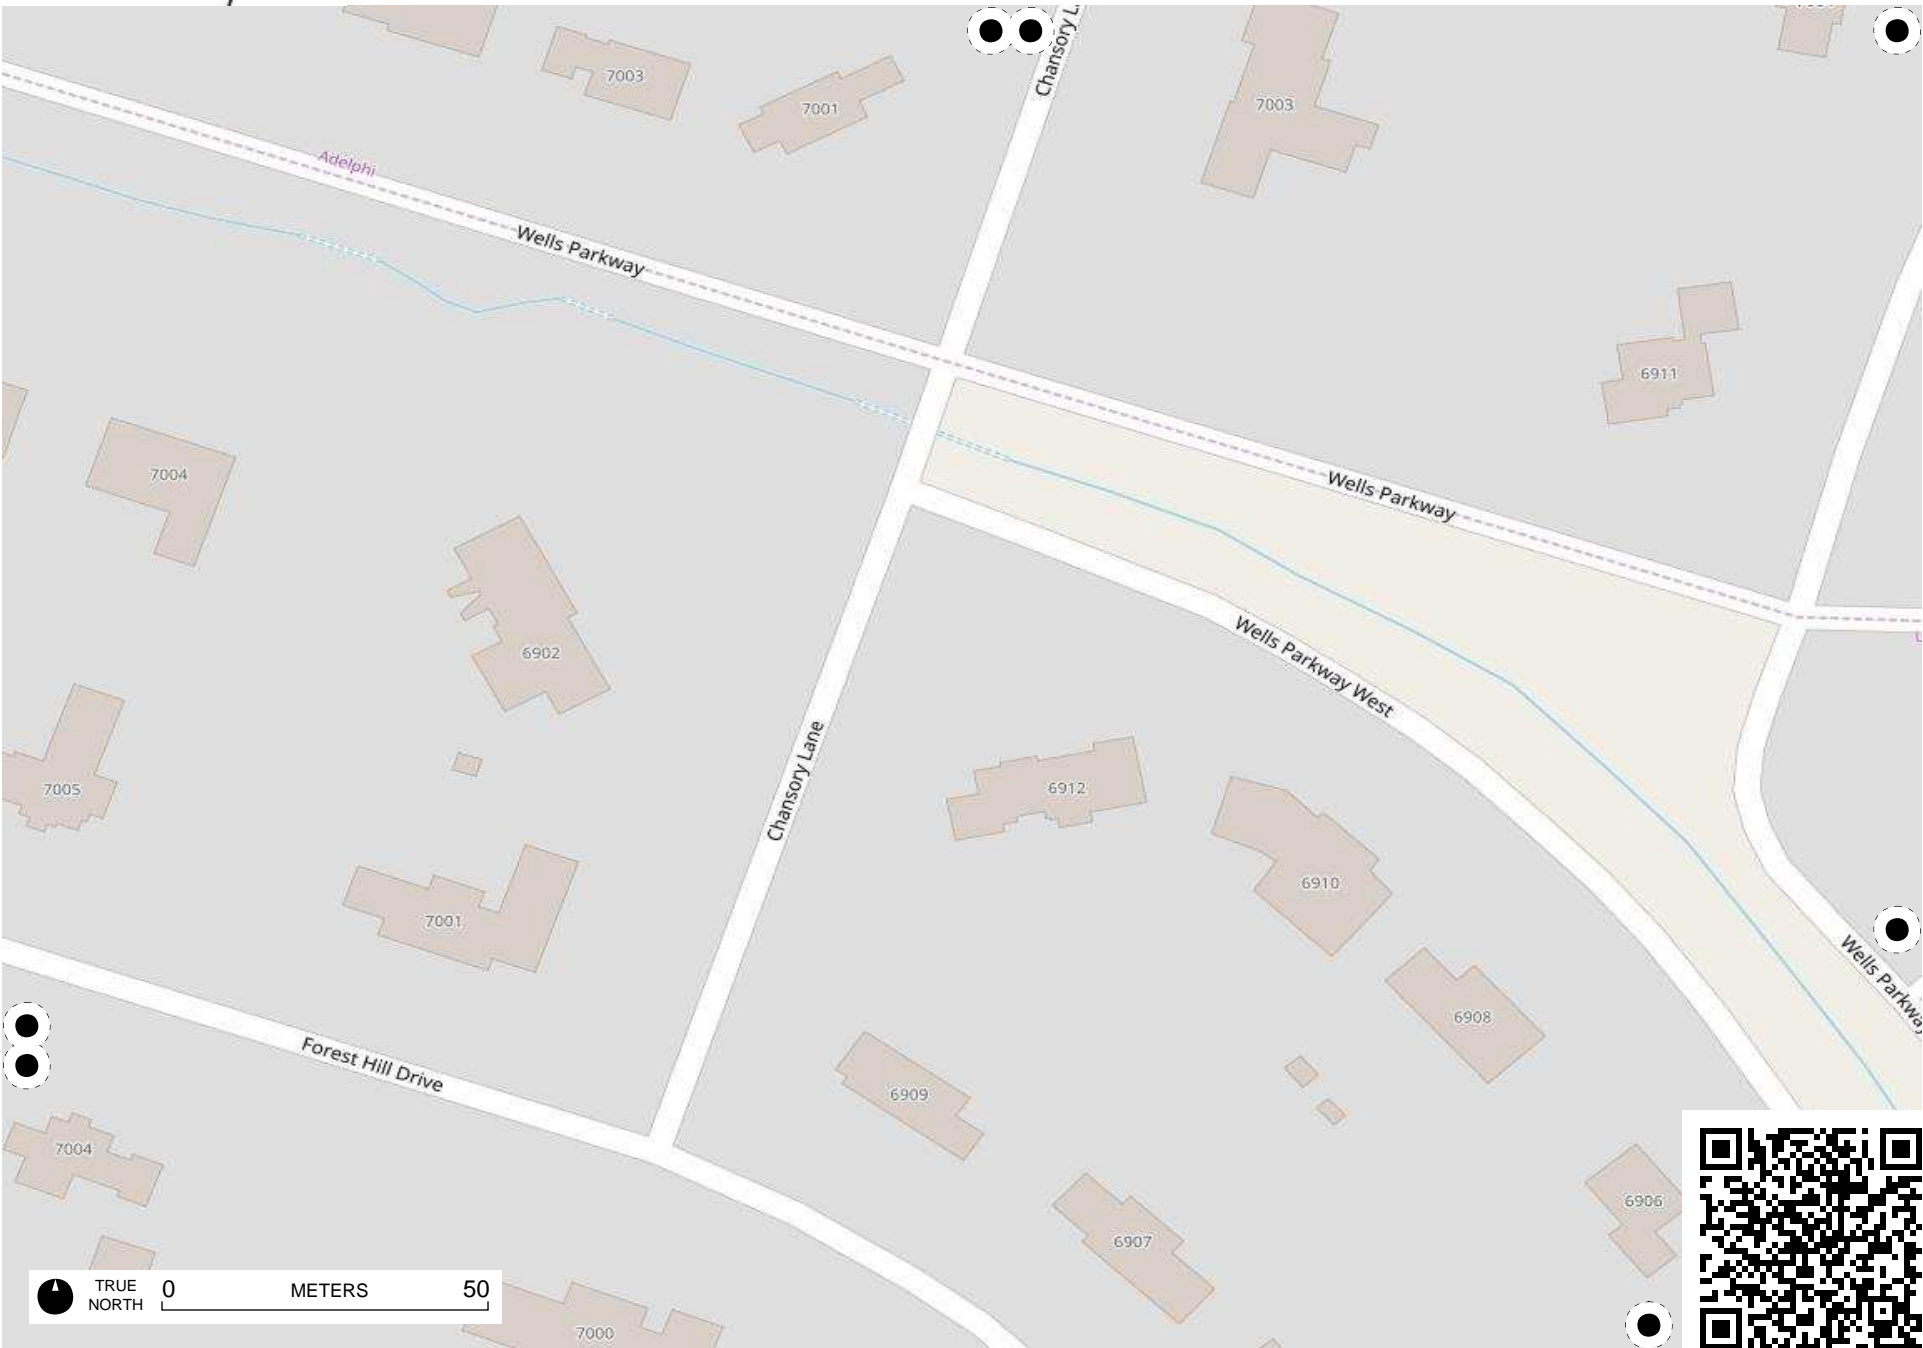 Chansory L
7003
7001
7003
Adelphi
Wells Parkway
6911
7004
Wells Parkway
Wells Parkway West
6902
Chansory Lane
7005
6912
6910
7001
Wells Parkway
6908
Forest Hill Drive
6909
7004
6906
6907
TRUE
NORTH
0 METERS 50
7000